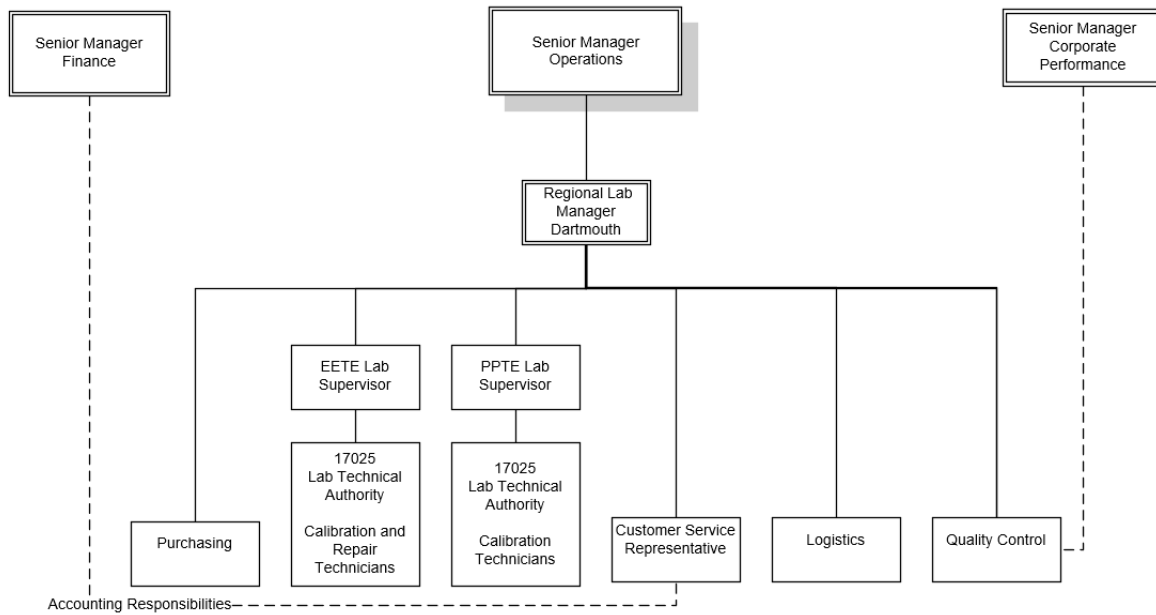 Senior Manager
Finance
Senior Manager
Operations
Senior Manager
Corporate
Performance
Regional Lab
Manager
Dartmouth
EETE Lab
Supervisor
PPTE Lab
Supervisor
17025
Lab Technical
Authority
Calibration and
Repair
Technicians
17025
Lab Technical
Authority
Calibration
Technicians
Purchasing
Customer Service
Representative
Logistics
Quality Control
Accounting Responsibilities